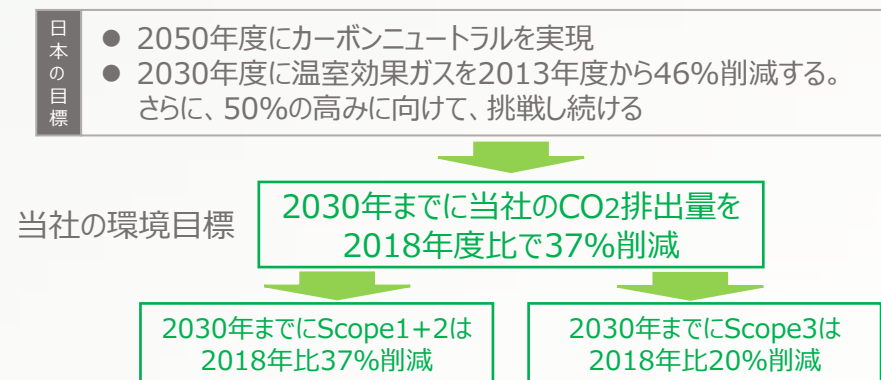 日本の目標
● 2050年度にカーボンニュートラルを実現
● 2030年度に温室効果ガスを2013年度から46%削減する。
さらに、50%の高みに向けて、挑戦し続ける
当社の環境目標
2030年までに当社のCO2排出量を
2018年度比で37%削減
2030年までにScope1+2は
2018年比37%削減
2030年までにScope3は
2018年比20%削減